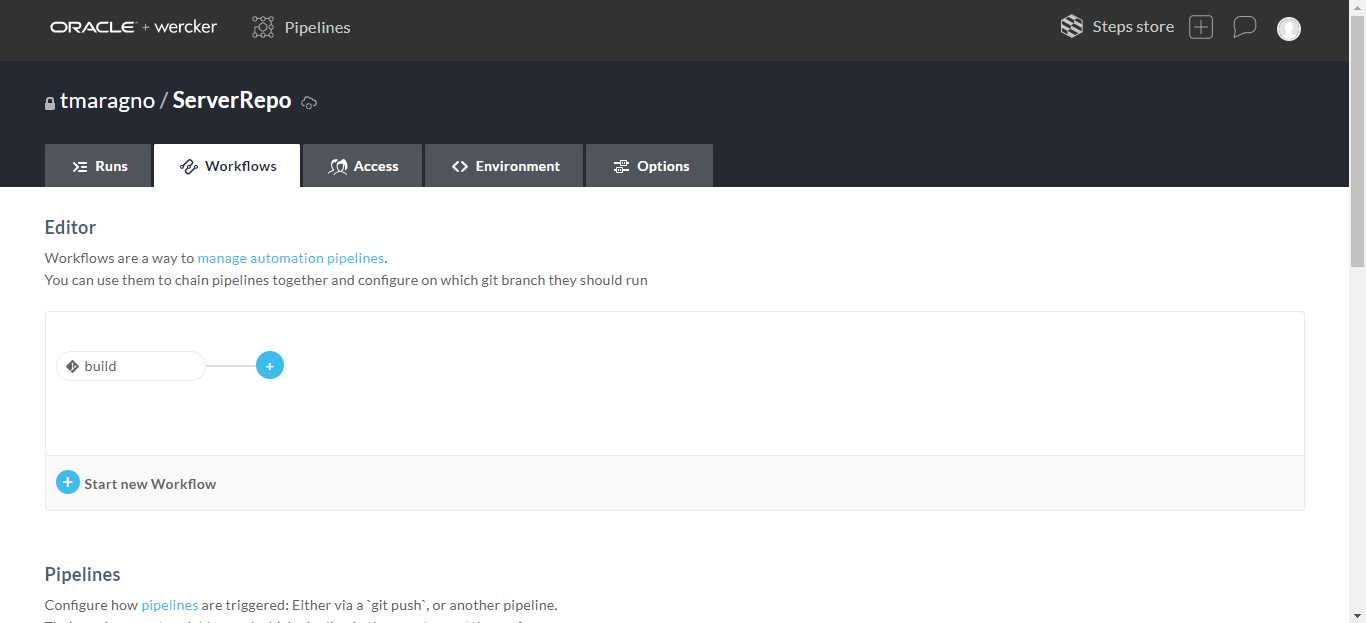 ORACLE + wercker Pipelines Steps store
tmaragno / ServerRepo
Runs Workflows Access Environment Options
Editor
Workflows are a way to manage automation pipelines.
You can use them to chain pipelines together and configure on which git branch they should run
build +
+ Start new Workflow
Pipelines
Configure how pipelines are triggered: Either via a `git push`, or another pipeline.